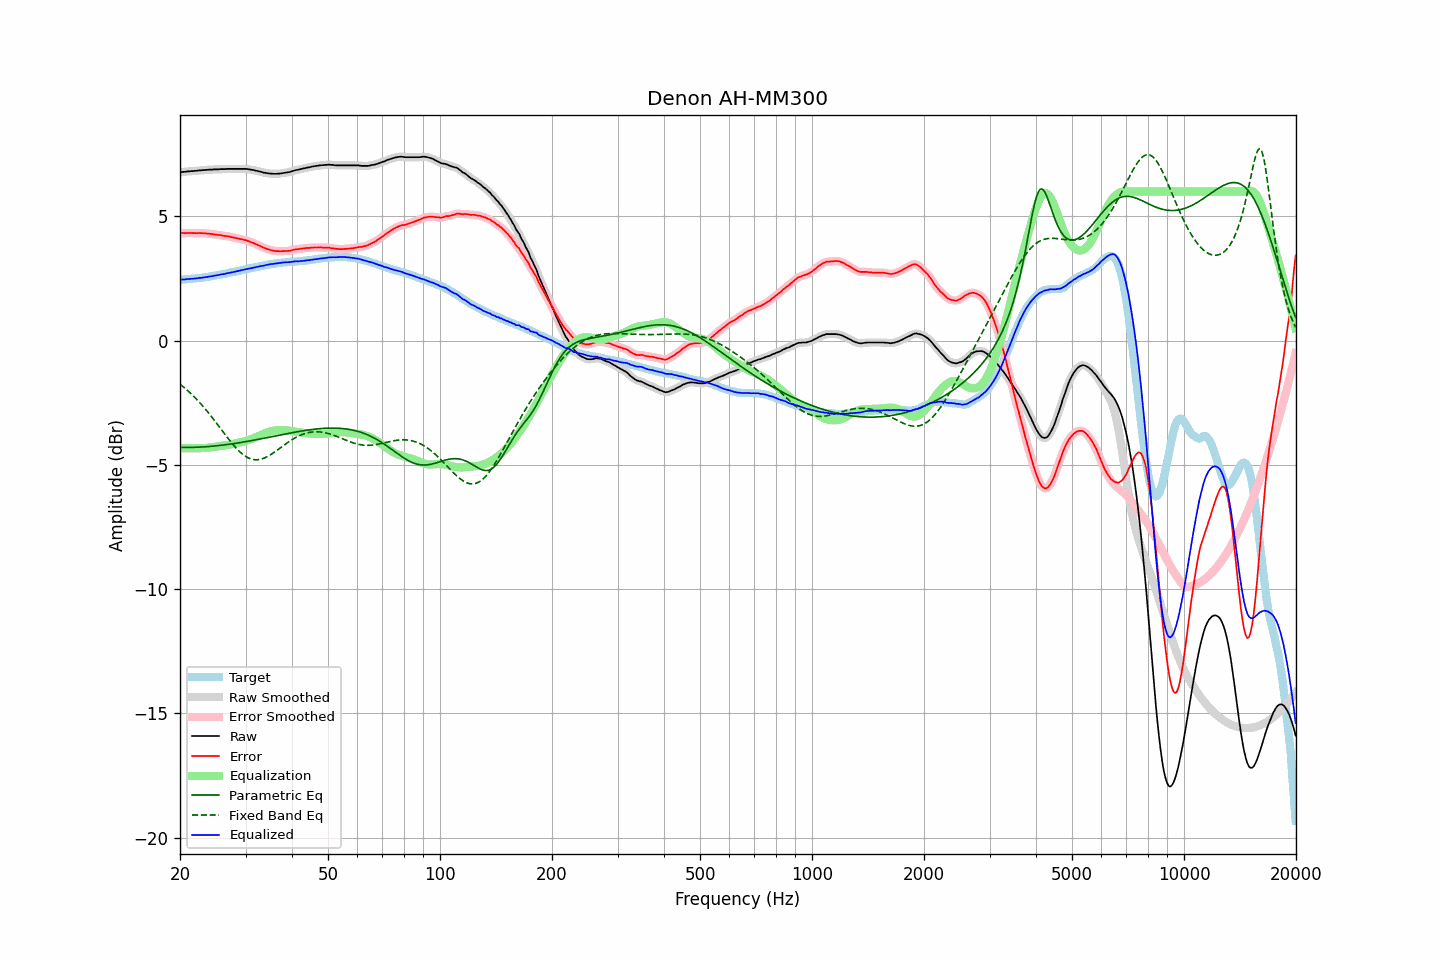 Denon AH-MM300
Amplitude (dBr)
5
0
−5
−10
−15
−20
Target
Raw Smoothed
Error Smoothed
Raw
Error
Equalization
Parametric Eq
Fixed Band Eq
Equalized
20 50 100 200 500 1000 2000 5000 10000 20000
Frequency (Hz)